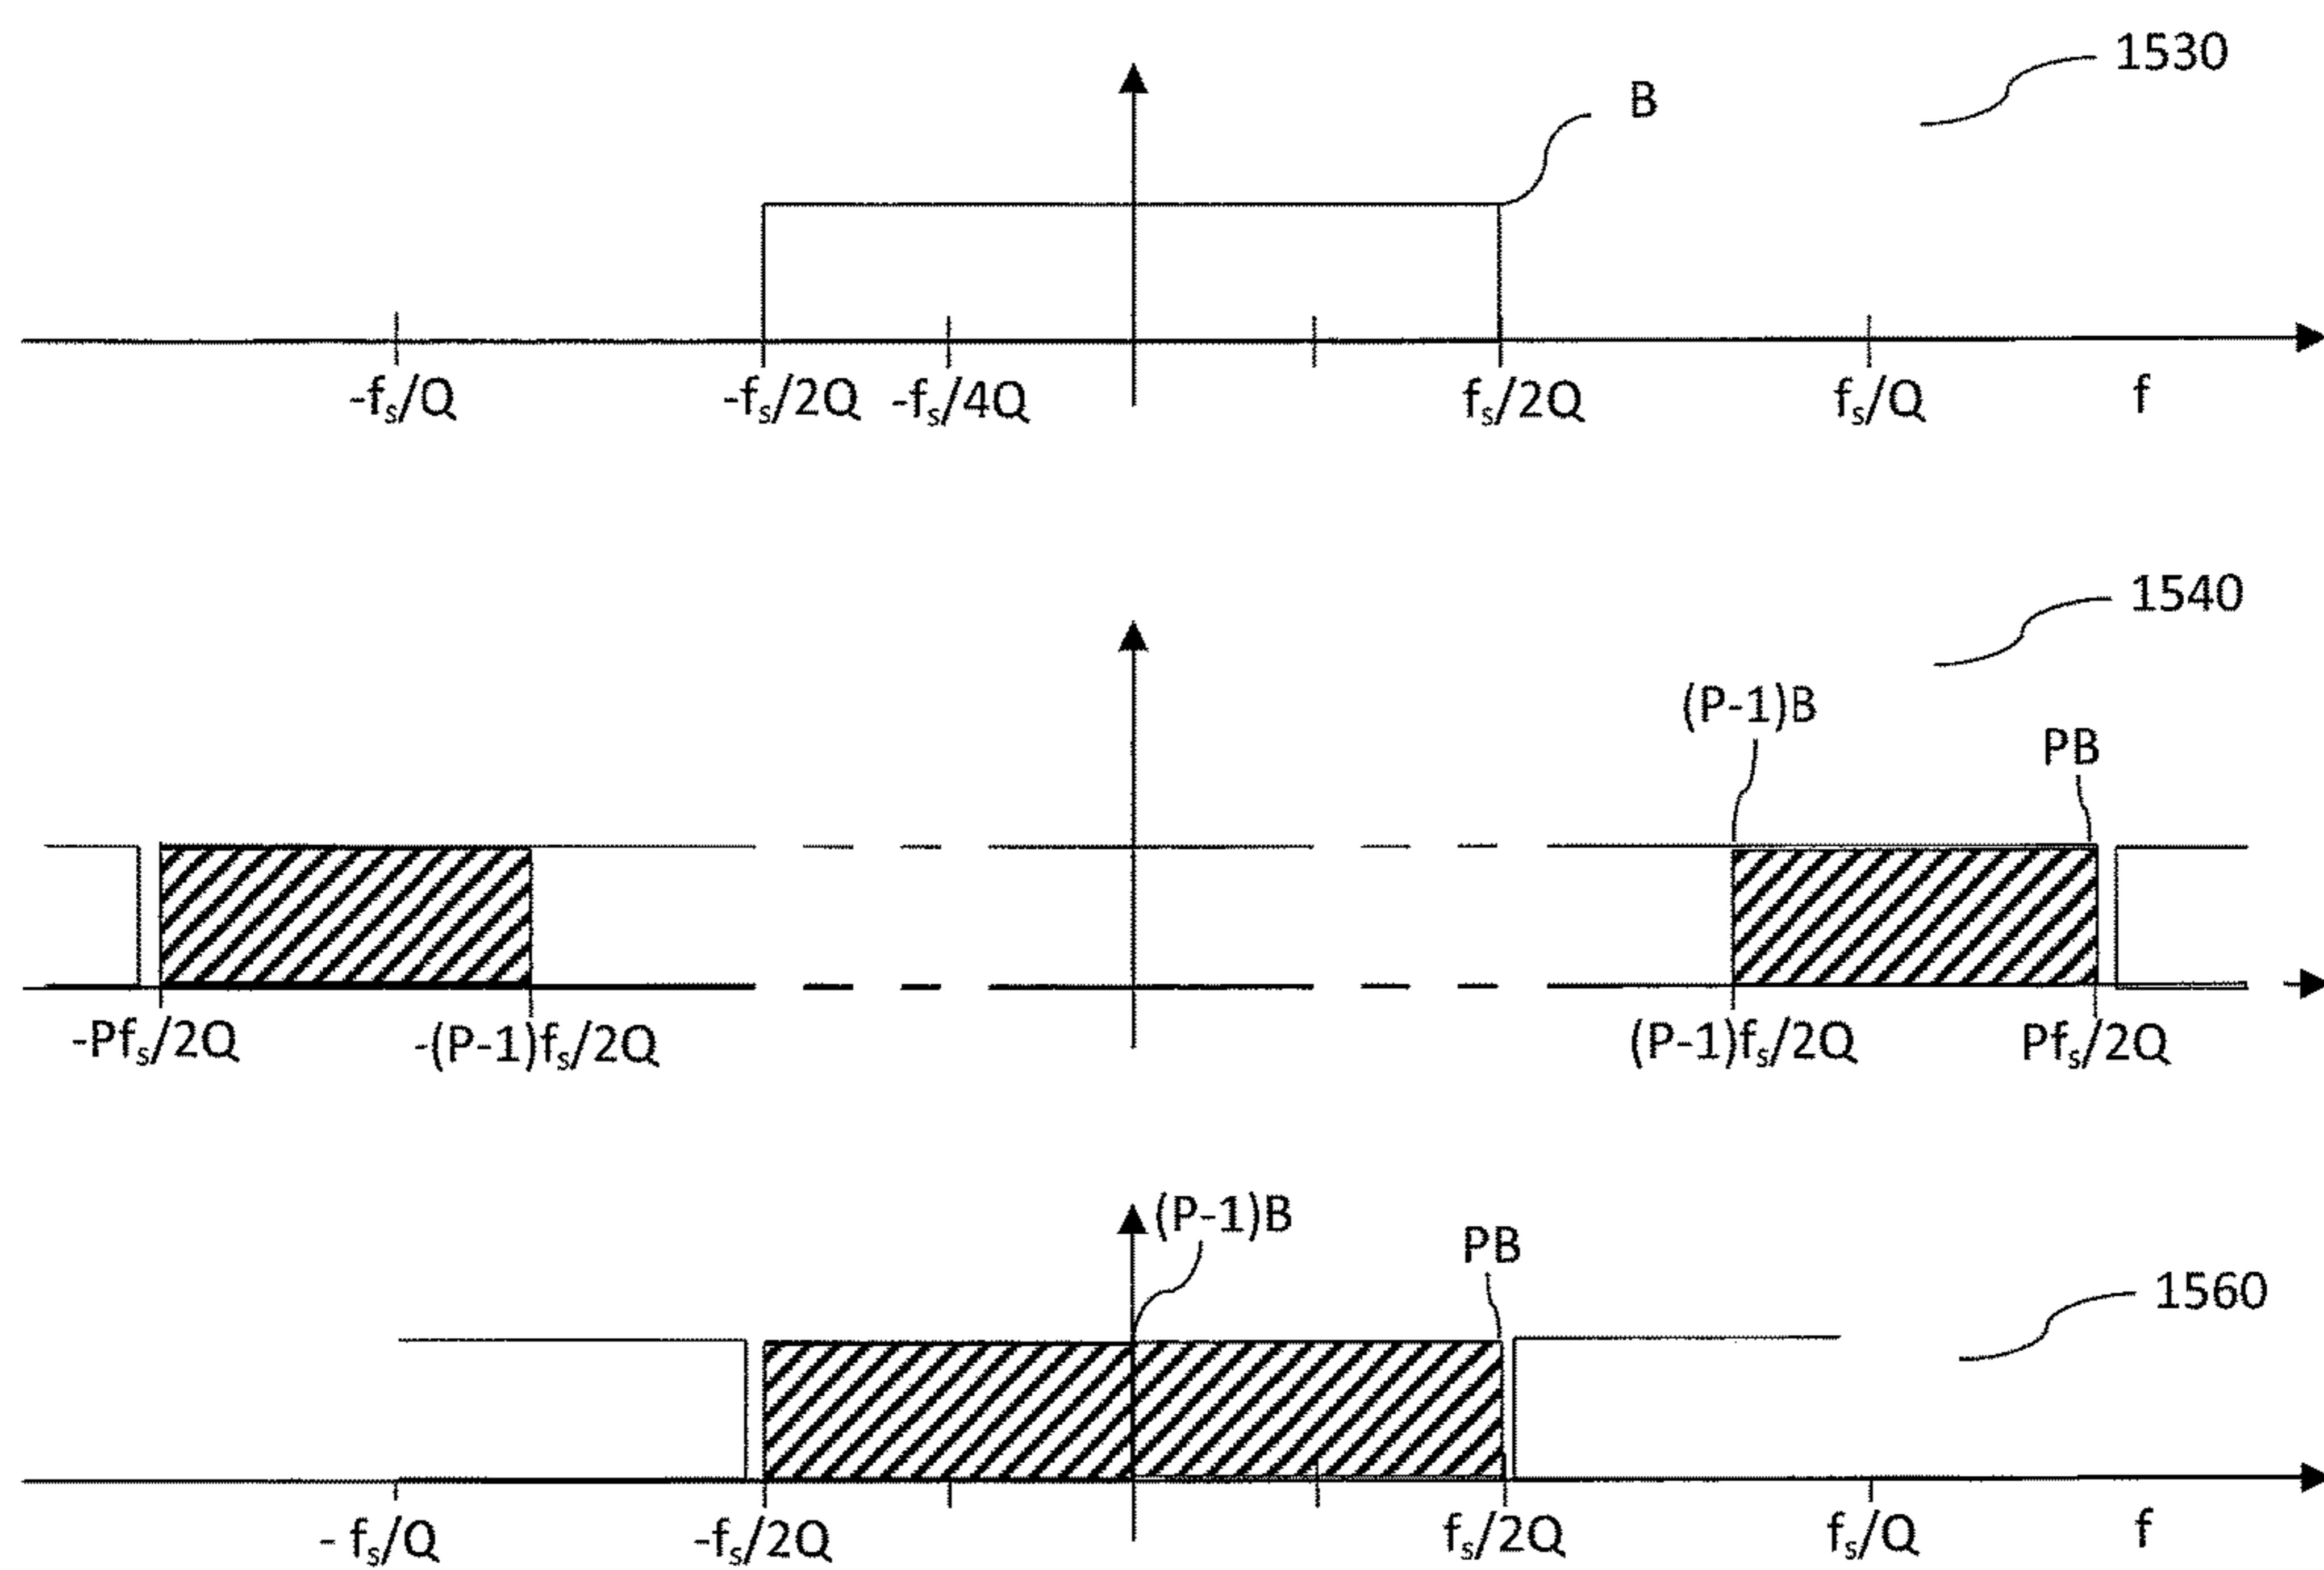 1530
B
-fs/Q
-fs/2Q
-fs/4Q
fs/2Q
fs/Q
f
1540
(P-1)B
PB
-Pfs/2Q
-(P-1)fs/2Q
(P-1)fs/2Q
Pfs/2Q
(P-1)B
PB
1560
- fs/Q
-fs/2Q
fs/2Q
fs/Q
f